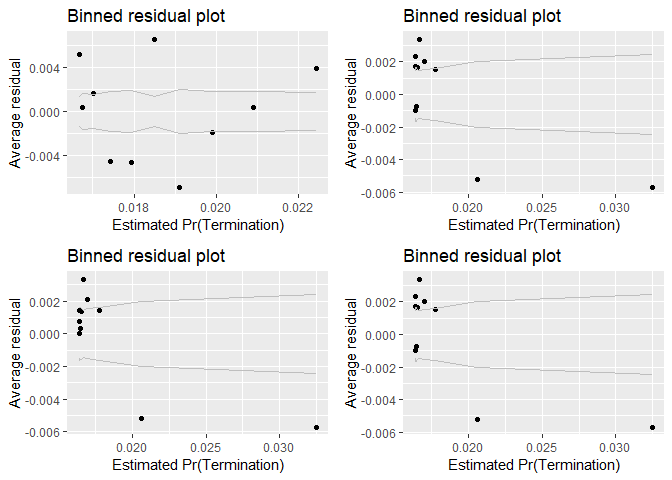 Binned residual plot
Average residual
0.004
0.000
-0.004
0.018
0.020
0.022
Estimated Pr(Termination)
Binned residual plot
Average residual
0.002
0.000
-0.002
-0.004
-0.006
0.020
0.025
0.030
Estimated Pr(Termination)
Binned residual plot
Average residual
0.002
0.000
-0.002
-0.004
-0.006
0.020
0.025
0.030
Estimated Pr(Termination)
Binned residual plot
Average residual
0.002
0.000
-0.002
-0.004
-0.006
0.020
0.025
0.030
Estimated Pr(Termination)